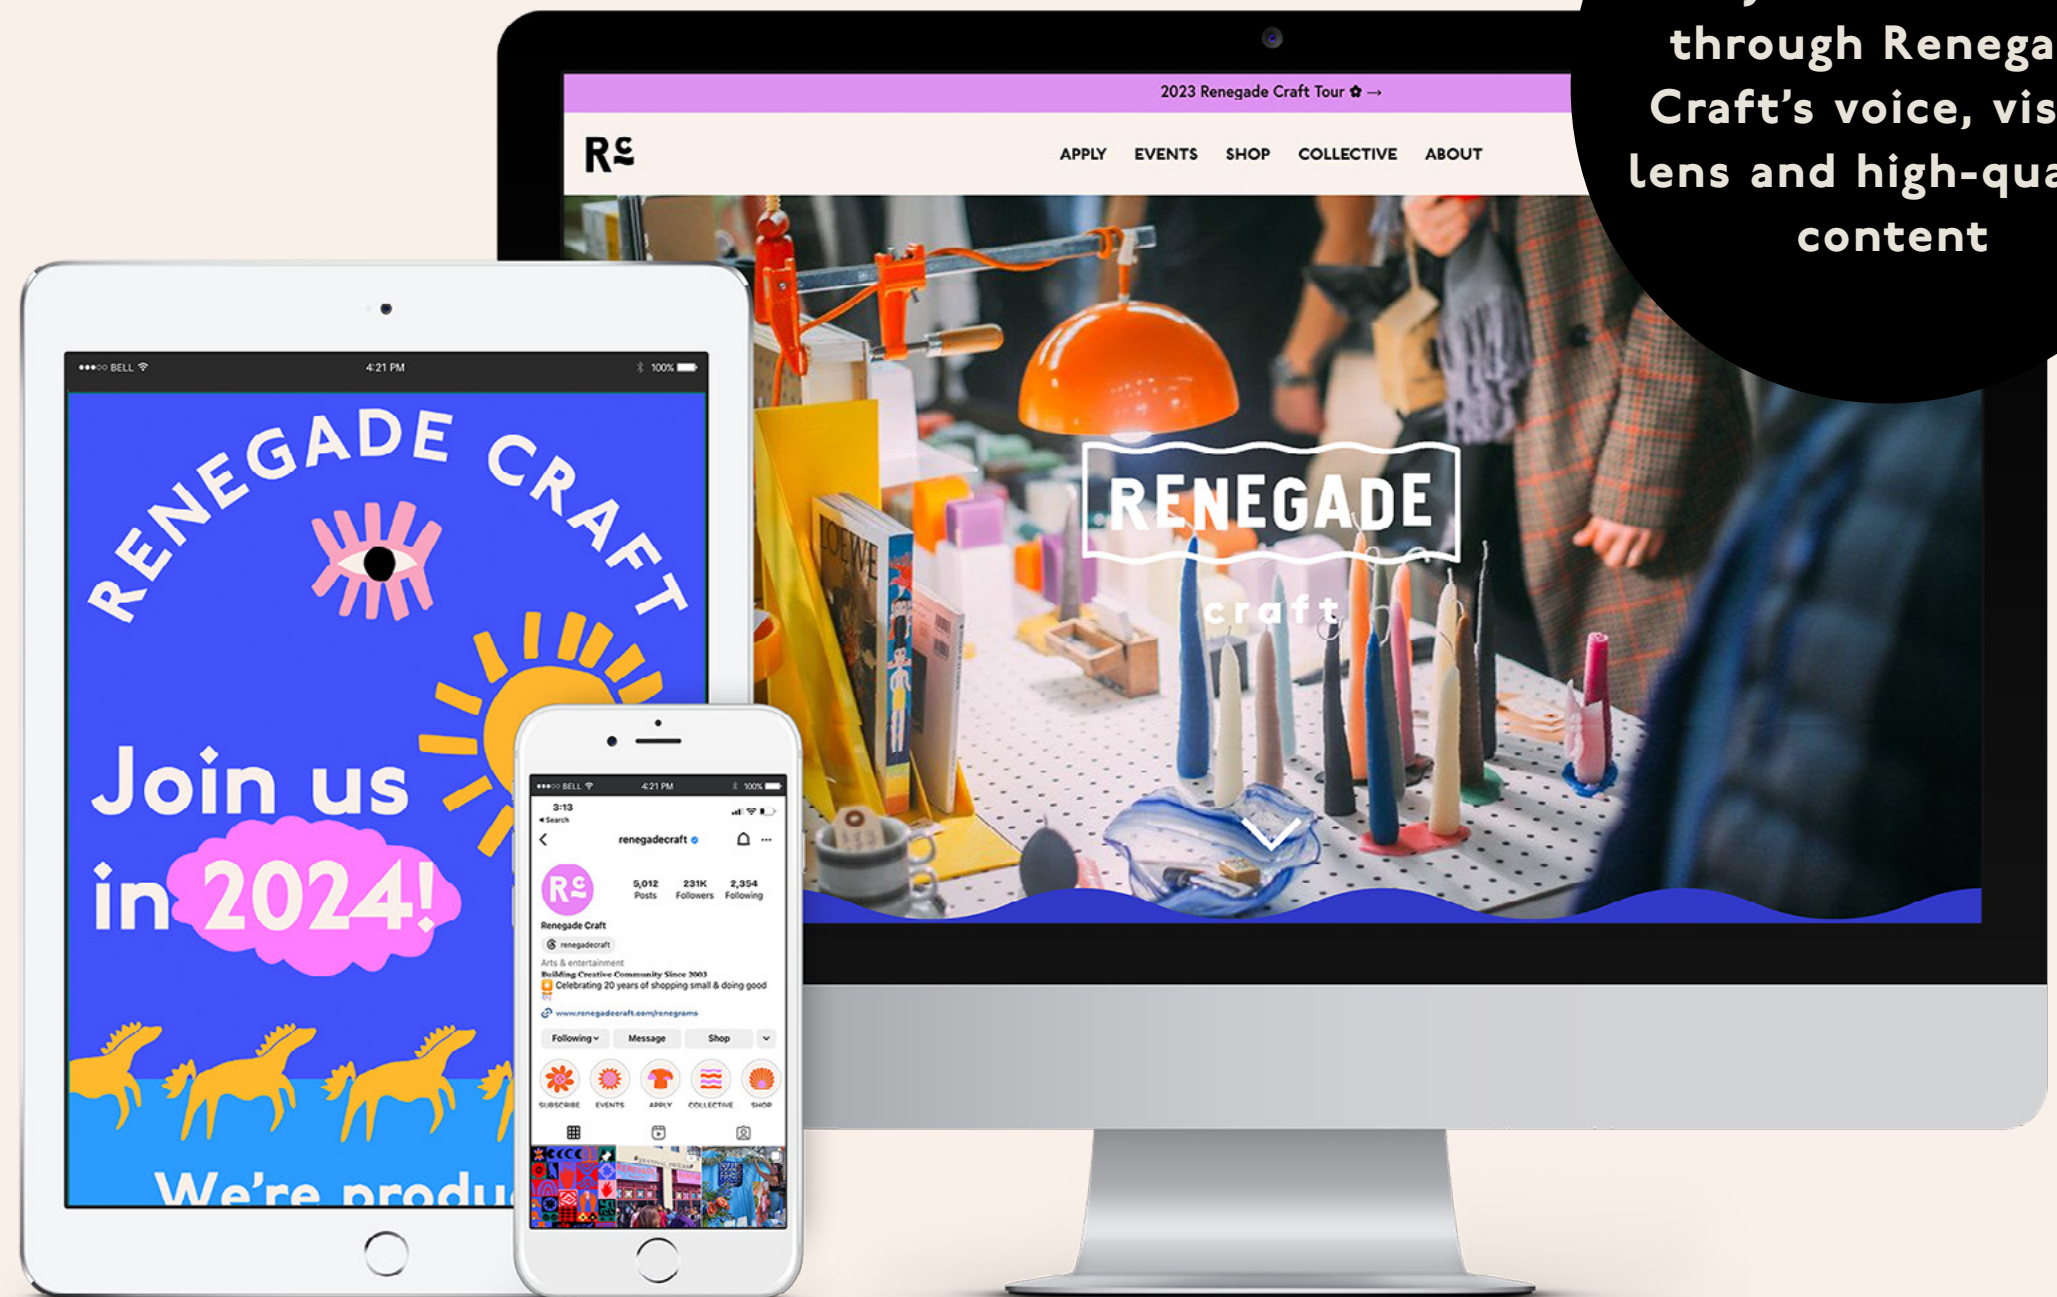 through Renega
Craft's voice, vis
lens and high-qua
content
2023 Renegade Craft Tour ✿ →
Rc
APPLY EVENTS SHOP COLLECTIVE ABOUT
RENEGADE
craft
LOEWE
BELL 4:21 PM 100%
RENEGADE CRAFT
Join us
in 2024!
We're produ
BELL 4:21 PM 100%
3:13
◀ Search
renegadecraft
Rc
5,012 231K 2,354
Posts Followers Following
Renegade Craft
renegadecraft
Arts & entertainment
Building Creative Community Since 2003
Celebrating 20 years of shopping small & doing good
www.renegadecraft.com/renegrams
Following Message Shop
SUBSCRIBE EVENTS APPLY COLLECTIVE SHOP